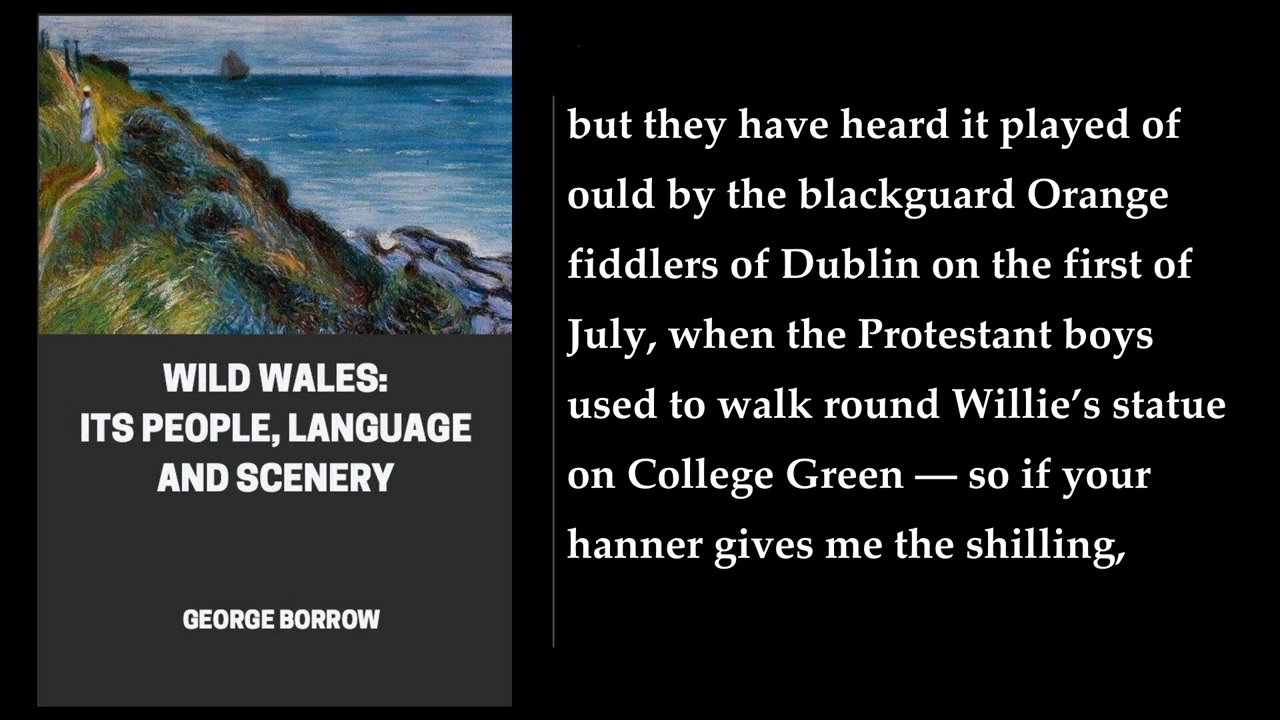 WILD WALES:
ITS PEOPLE, LANGUAGE
AND SCENERY
GEORGE BORROW
but they have heard it played of
ould by the blackguard Orange
fiddlers of Dublin on the first of
July, when the Protestant boys
used to walk round Willie’s statue
on College Green — so if your
hanner gives me the shilling,